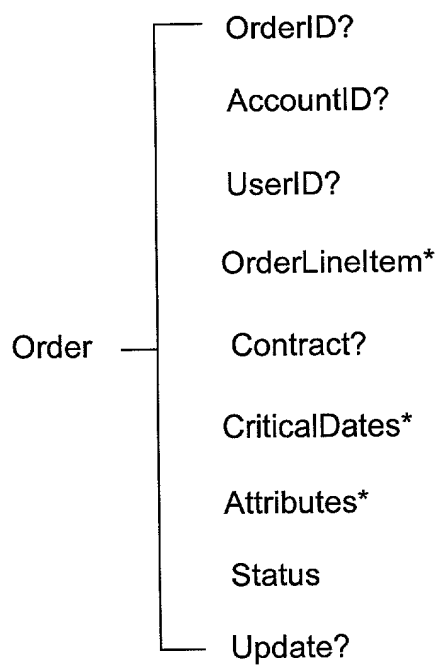 OrderID?
AccountID?
UserID?
OrderLineItem*
Order
Contract?
CriticalDates*
Attributes*
Status
Update?